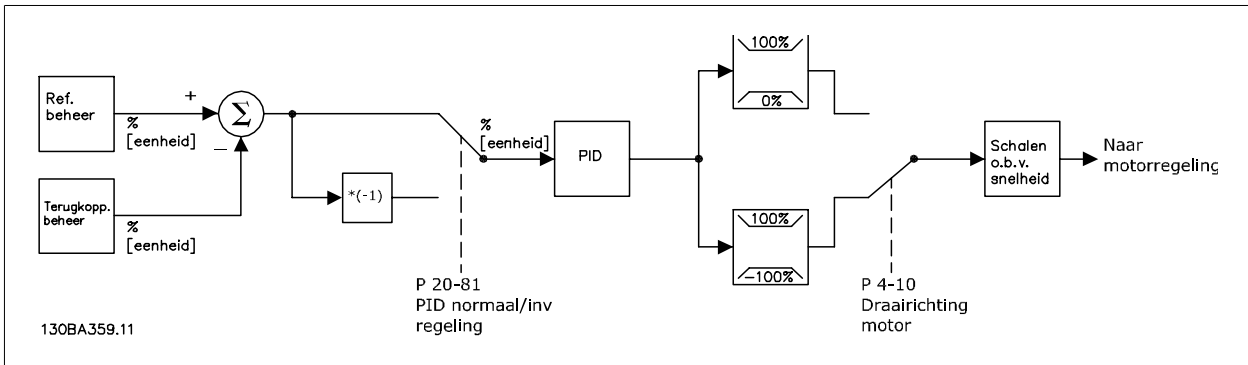 Ref.
beheer
+
%
[eenheid]
Σ
−
Terugkopp.
beheer
%
[eenheid]
*(-1)
%
[eenheid]
PID
100%
0%
100%
-100%
Schalen
o.b.v.
snelheid
Naar
motorregeling
P 20-81
PID normaal/inv
regeling
P 4-10
Draairichting
motor
130BA359.11